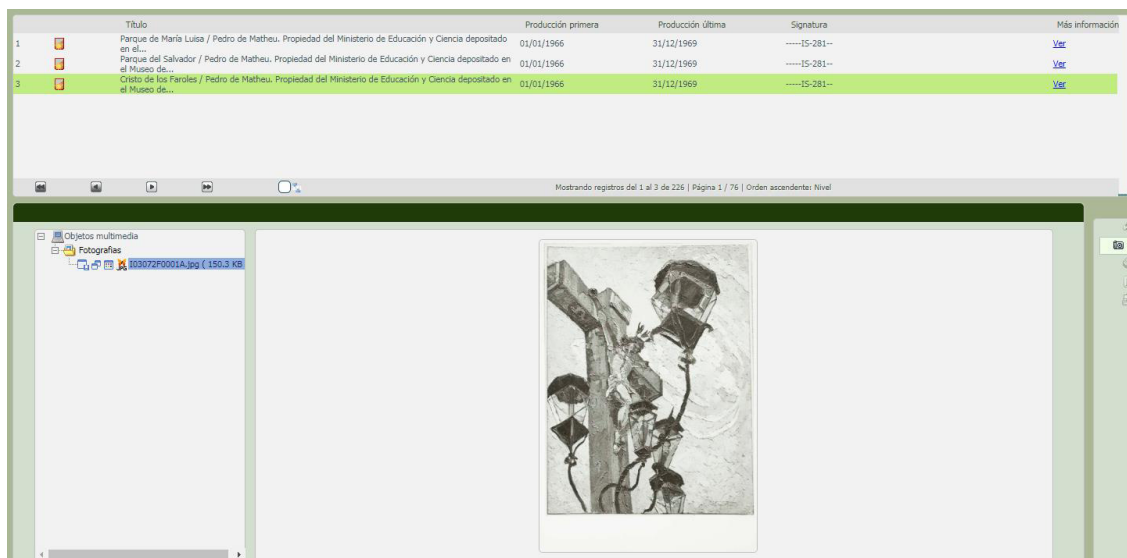 Título Producción primera Producción última Signatura Más información
1 Parque de María Luisa / Pedro de Matheu. Propiedad del Ministerio de Educación y Ciencia depositado
en el... 01/01/1966 31/12/1969 -----IS-281-- Ver
2 Parque del Salvador / Pedro de Matheu. Propiedad del Ministerio de Educación y Ciencia depositado en
el Museo de... 01/01/1966 31/12/1969 -----IS-281-- Ver
3 Cristo de los Faroles / Pedro de Matheu. Propiedad del Ministerio de Educación y Ciencia depositado en
el Museo de... 01/01/1966 31/12/1969 -----IS-281-- Ver
Mostrando registros del 1 al 3 de 226 | Página 1 / 76 | Orden ascendente: Nivel
Objetos multimedia
Fotografias
I03072F0001A.jpg ( 150.3 KB